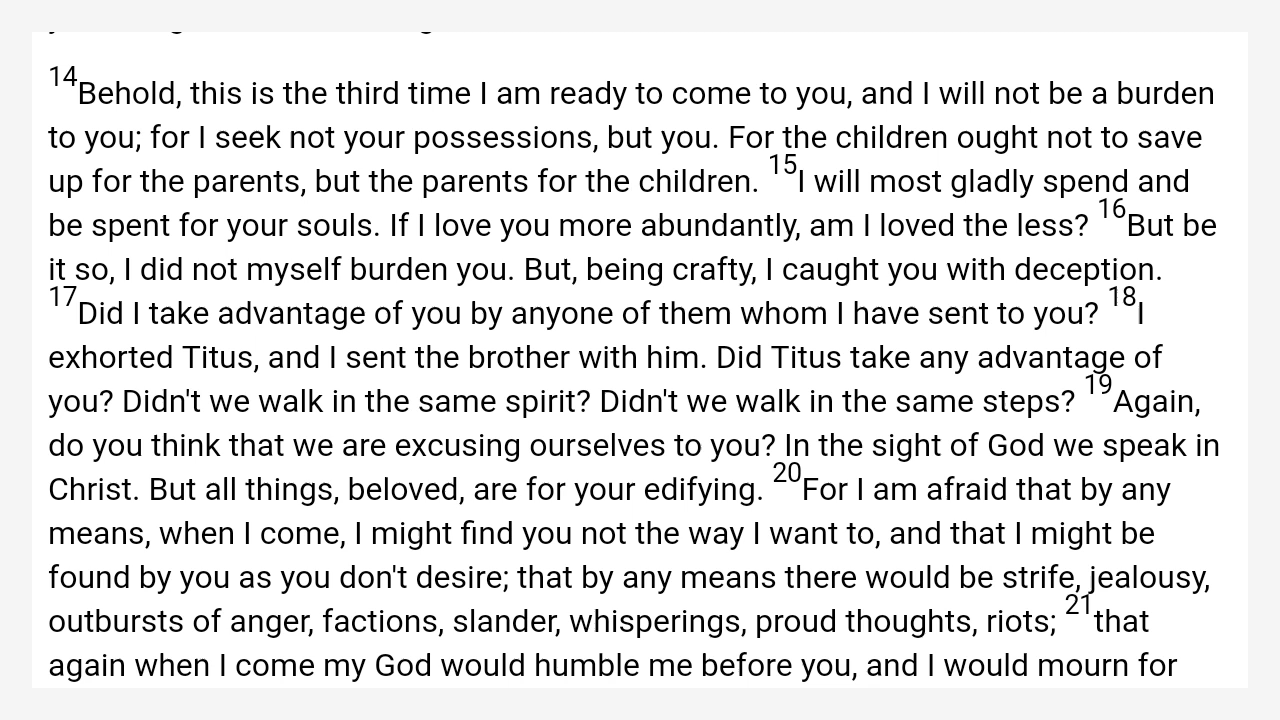 14Behold, this is the third time I am ready to come to you, and I will not be a burden
to you; for I seek not your possessions, but you. For the children ought not to save
up for the parents, but the parents for the children. 15I will most gladly spend and
be spent for your souls. If I love you more abundantly, am I loved the less? 16But be
it so, I did not myself burden you. But, being crafty, I caught you with deception.
17Did I take advantage of you by anyone of them whom I have sent to you? 18I
exhorted Titus, and I sent the brother with him. Did Titus take any advantage of
you? Didn't we walk in the same spirit? Didn't we walk in the same steps? 19Again,
do you think that we are excusing ourselves to you? In the sight of God we speak in
Christ. But all things, beloved, are for your edifying. 20For I am afraid that by any
means, when I come, I might find you not the way I want to, and that I might be
found by you as you don't desire; that by any means there would be strife, jealousy,
outbursts of anger, factions, slander, whisperings, proud thoughts, riots; 21that
again when I come my God would humble me before you, and I would mourn for